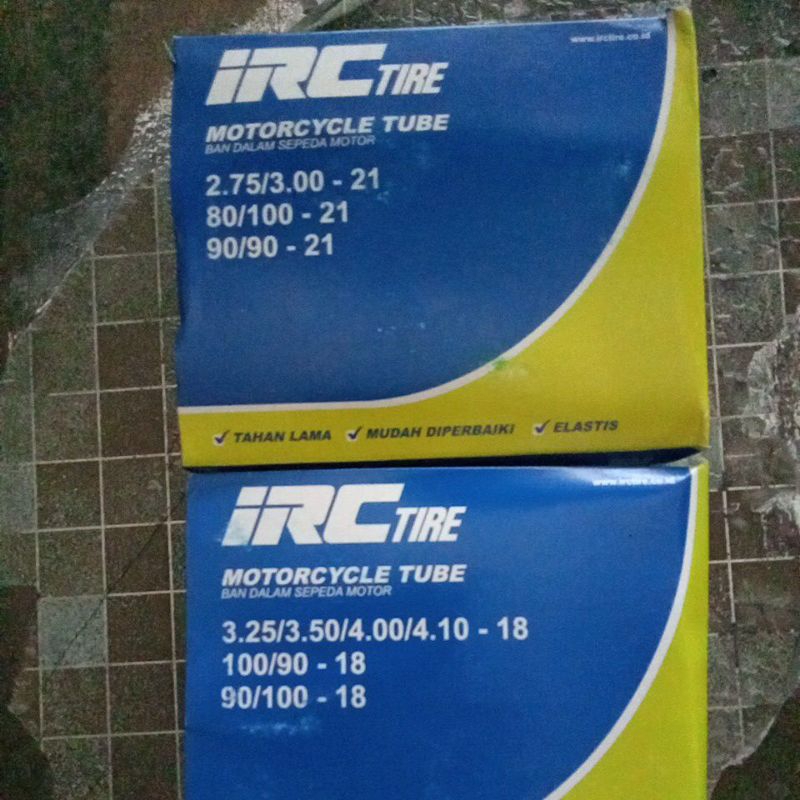 www.irctire.co.id
iRC TIRE
MOTORCYCLE TUBE
BAN DALAM SEPEDA MOTOR
2.75/3.00 - 21
80/100 - 21
90/90 - 21
TAHAN LAMA MUDAH DIPERBAIKI ELASTIS
www.irctire.co.id
iRC TIRE
MOTORCYCLE TUBE
BAN DALAM SEPEDA MOTOR
3.25/3.50/4.00/4.10 - 18
100/90 - 18
90/100 - 18